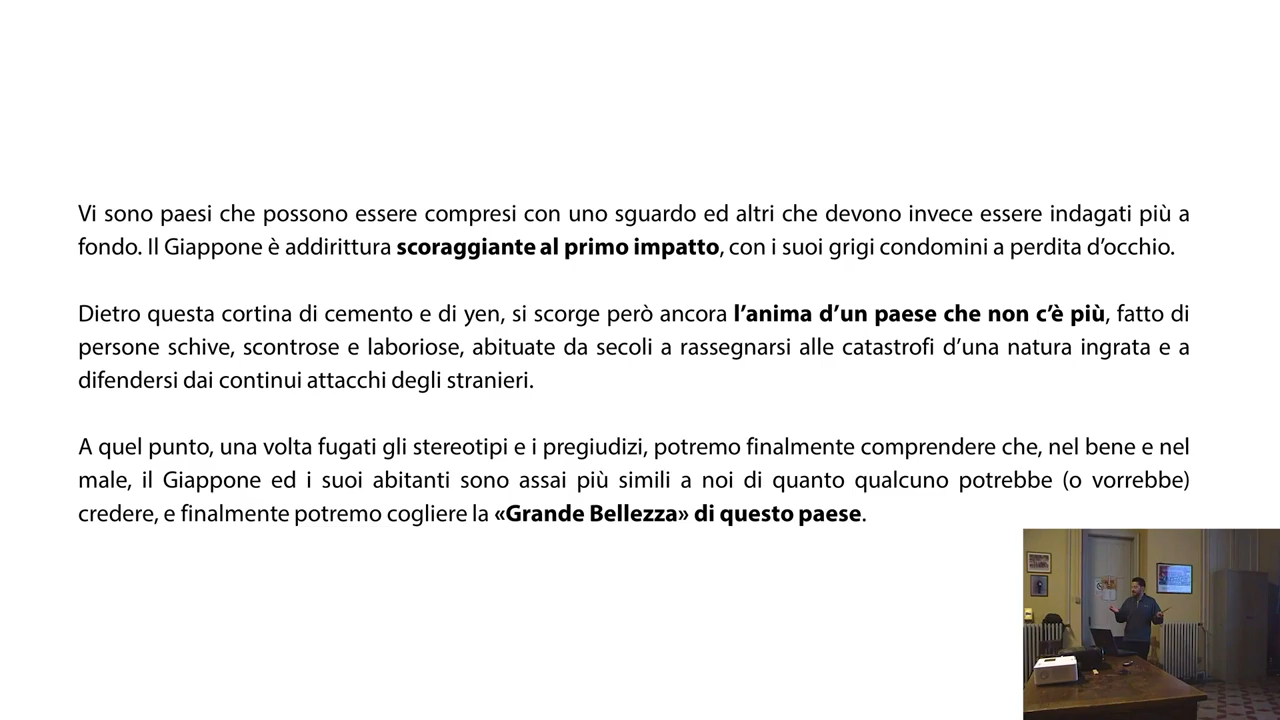 Vi sono paesi che possono essere compresi con uno sguardo ed altri che devono invece essere indagati più a
fondo. Il Giappone è addirittura scoraggiante al primo impatto, con i suoi grigi condomini a perdita d’occhio.
Dietro questa cortina di cemento e di yen, si scorge però ancora l’anima d’un paese che non c’è più, fatto di
persone schive, scontrose e laboriose, abituate da secoli a rassegnarsi alle catastrofi d’una natura ingrata e a
difendersi dai continui attacchi degli stranieri.
A quel punto, una volta fugati gli stereotipi e i pregiudizi, potremo finalmente comprendere che, nel bene e nel
male, il Giappone ed i suoi abitanti sono assai più simili a noi di quanto qualcuno potrebbe (o vorrebbe)
credere, e finalmente potremo cogliere la «Grande Bellezza» di questo paese.